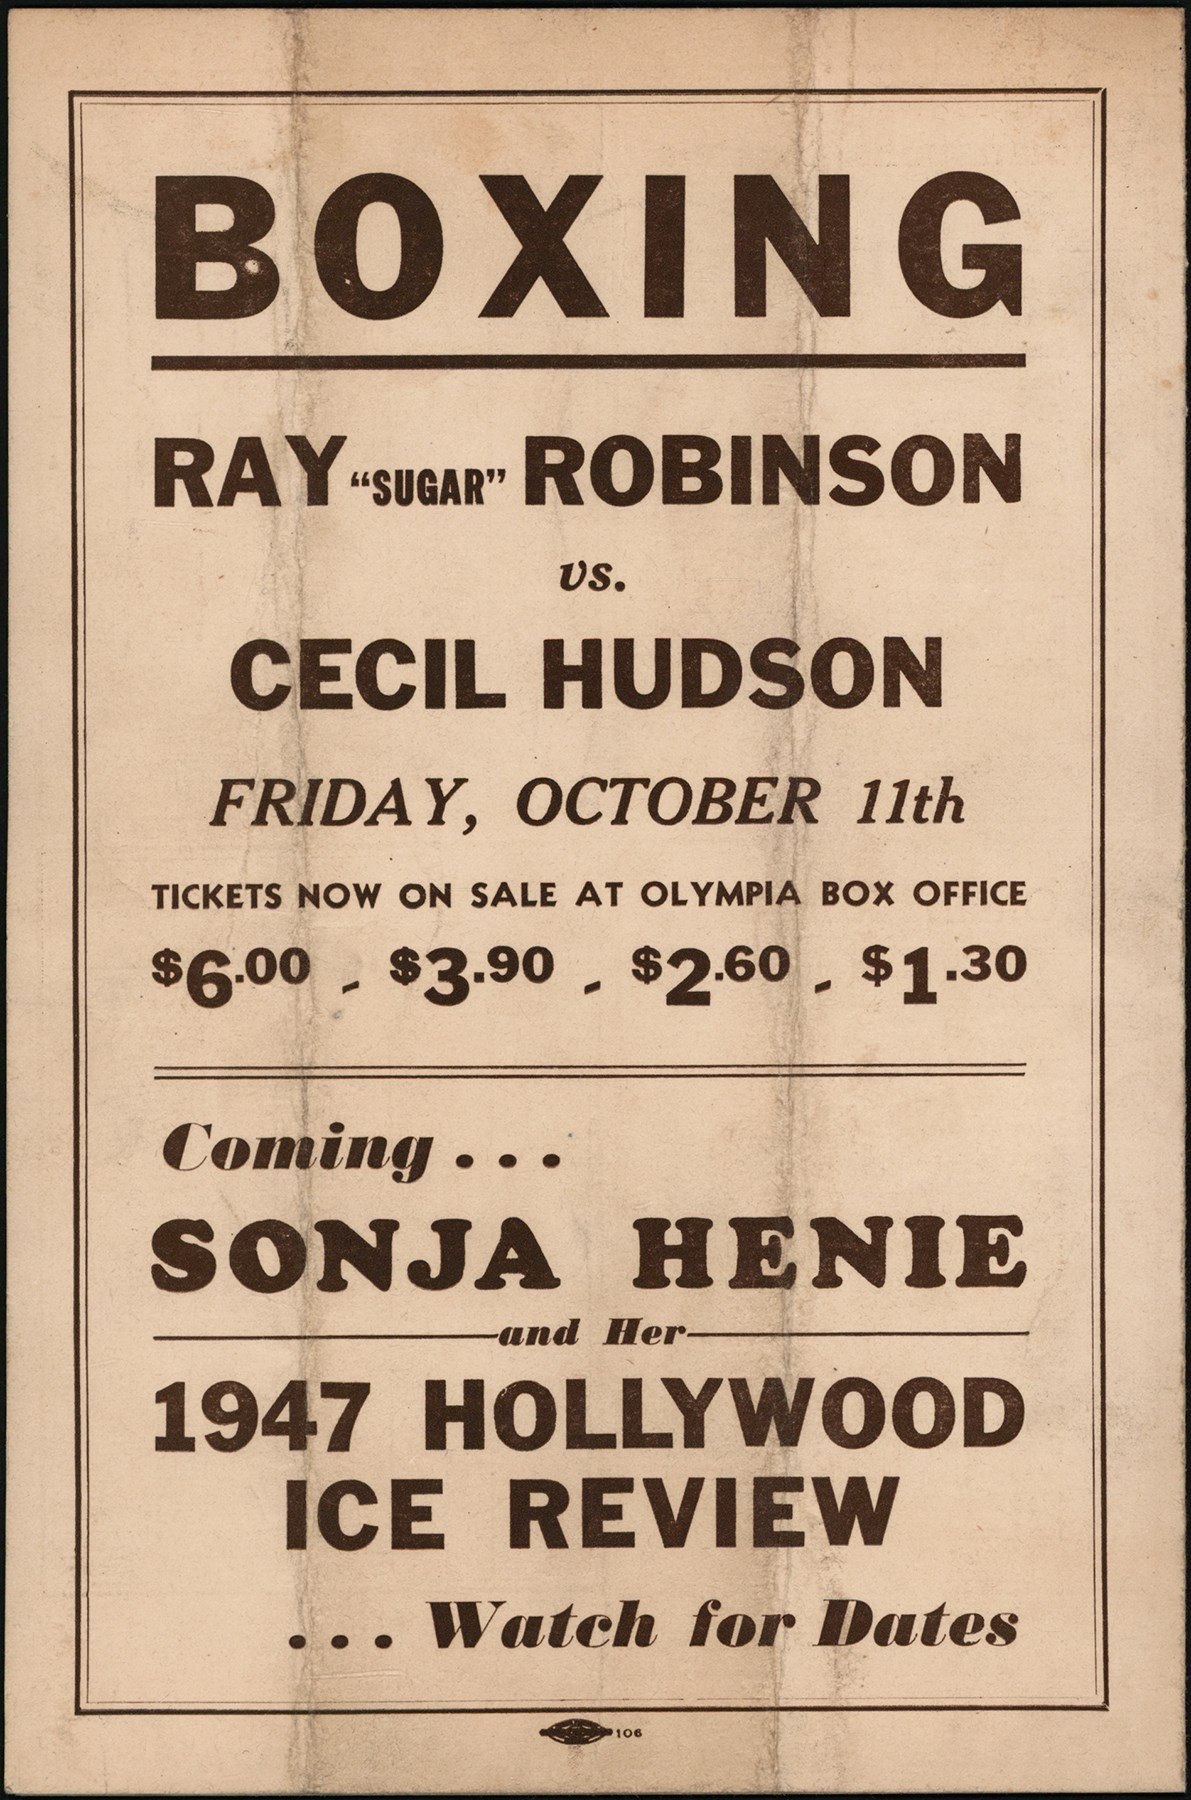 BOXING
RAY "SUGAR" ROBINSON
vs.
CECIL HUDSON
FRIDAY, OCTOBER 11th
TICKETS NOW ON SALE AT OLYMPIA BOX OFFICE
$6.00 - $3.90 - $2.60 - $1.30
Coming...
SONJA HENIE
and Her
1947 HOLLYWOOD
ICE REVIEW
...Watch for Dates
106